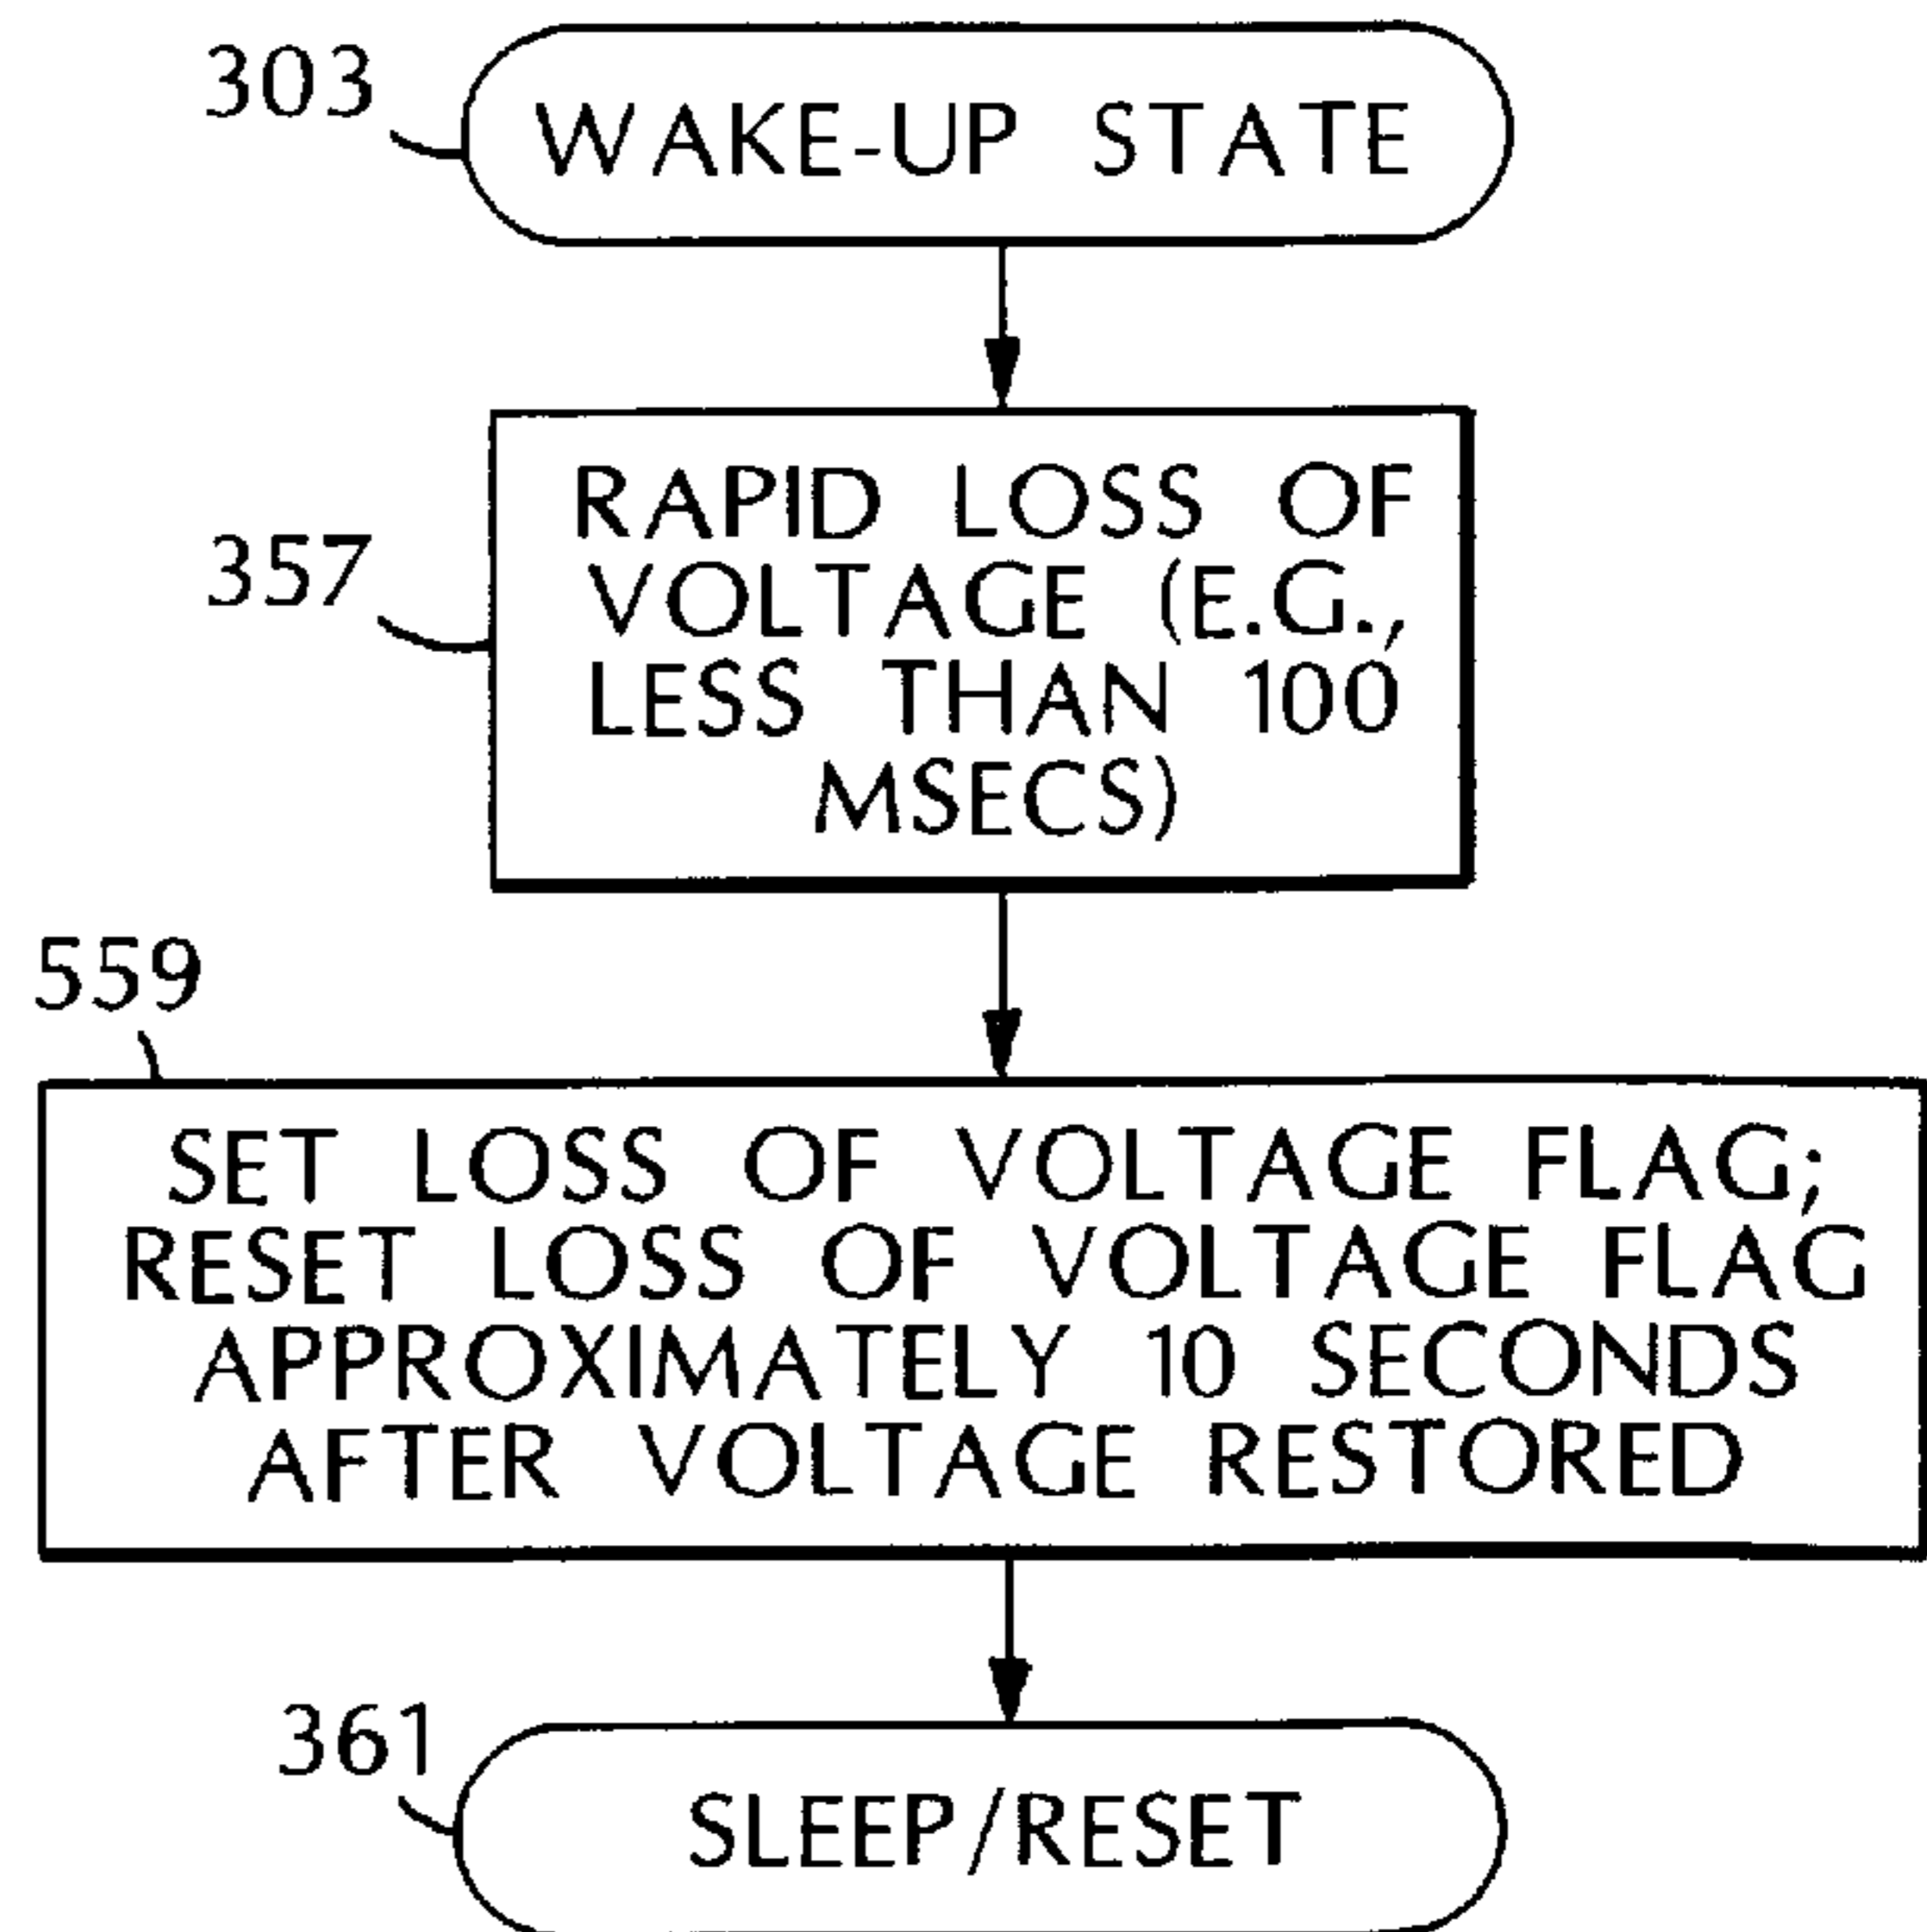 303
WAKE-UP STATE
357
RAPID LOSS OF
VOLTAGE (E.G.,
LESS THAN 100
MSECS)
559
SET LOSS OF VOLTAGE FLAG;
RESET LOSS OF VOLTAGE FLAG
APPROXIMATELY 10 SECONDS
AFTER VOLTAGE RESTORED
361
SLEEP/RESET